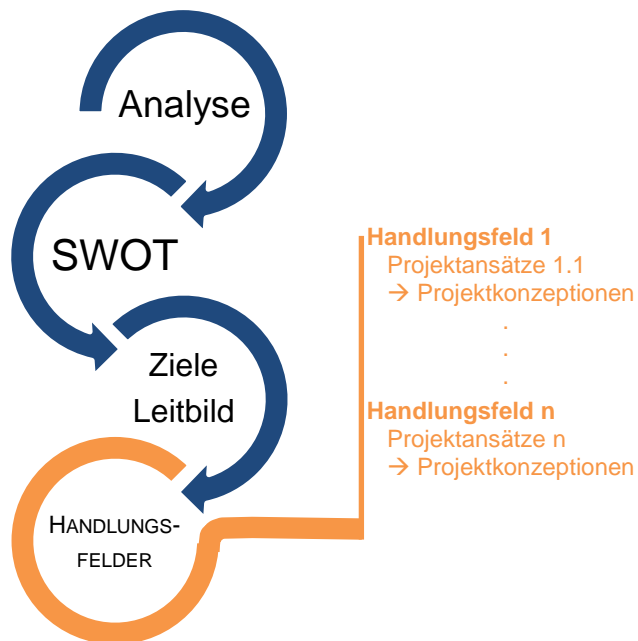 Analyse
SWOT
Ziele
Leitbild
HANDLUNGS-
FELDER
Handlungsfeld 1
Projektansätze 1.1
→ Projektkonzeptionen
.
.
.
Handlungsfeld n
Projektansätze n
→ Projektkonzeptionen